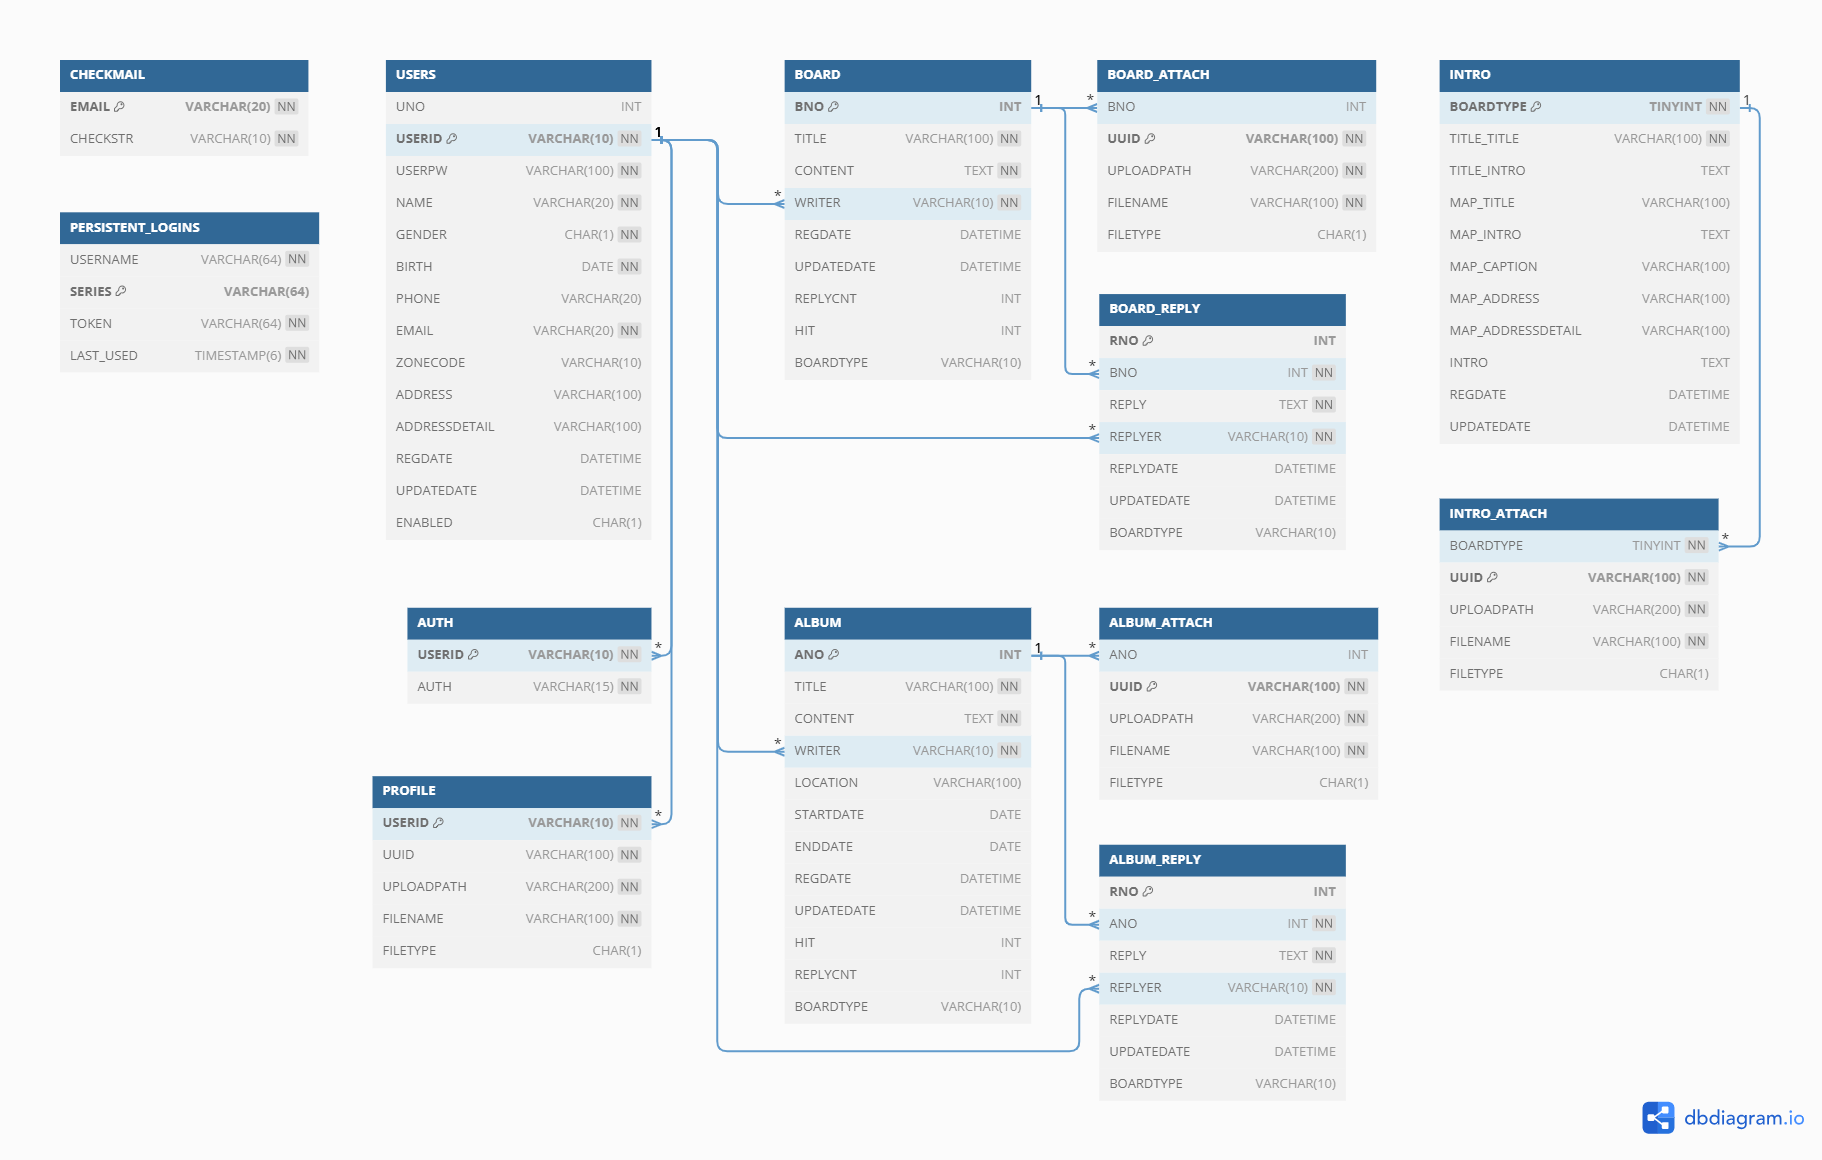 CHECKMAIL
EMAIL VARCHAR(20) NN
CHECKSTR VARCHAR(10) NN
PERSISTENT_LOGINS
USERNAME VARCHAR(64) NN
SERIES VARCHAR(64)
TOKEN VARCHAR(64) NN
LAST_USED TIMESTAMP(6) NN
USERS
UNO INT
USERID VARCHAR(10) NN 1
USERPW VARCHAR(100) NN
NAME VARCHAR(20) NN
GENDER CHAR(1) NN
BIRTH DATE NN
PHONE VARCHAR(20)
EMAIL VARCHAR(20) NN
ZONECODE VARCHAR(10)
ADDRESS VARCHAR(100)
ADDRESSDETAIL VARCHAR(100)
REGDATE DATETIME
UPDATEDATE DATETIME
ENABLED CHAR(1)
AUTH
USERID VARCHAR(10) NN *
AUTH VARCHAR(15) NN
PROFILE
USERID VARCHAR(10) NN *
UUID VARCHAR(100) NN
UPLOADPATH VARCHAR(200) NN
FILENAME VARCHAR(100) NN
FILETYPE CHAR(1)
BOARD
BNO INT 1
TITLE VARCHAR(100) NN
CONTENT TEXT NN
* WRITER VARCHAR(10) NN
REGDATE DATETIME
UPDATEDATE DATETIME
REPLYCNT INT
HIT INT
BOARDTYPE VARCHAR(10)
ALBUM
ANO INT 1
TITLE VARCHAR(100) NN
CONTENT TEXT NN
* WRITER VARCHAR(10) NN
LOCATION VARCHAR(100)
STARTDATE DATE
ENDDATE DATE
REGDATE DATETIME
UPDATEDATE DATETIME
HIT INT
REPLYCNT INT
BOARDTYPE VARCHAR(10)
BOARD_ATTACH
* BNO INT
UUID VARCHAR(100) NN
UPLOADPATH VARCHAR(200) NN
FILENAME VARCHAR(100) NN
FILETYPE CHAR(1)
BOARD_REPLY
RNO INT
* BNO INT NN
REPLY TEXT NN
* REPLYER VARCHAR(10) NN
REPLYDATE DATETIME
UPDATEDATE DATETIME
BOARDTYPE VARCHAR(10)
ALBUM_ATTACH
* ANO INT
UUID VARCHAR(100) NN
UPLOADPATH VARCHAR(200) NN
FILENAME VARCHAR(100) NN
FILETYPE CHAR(1)
ALBUM_REPLY
RNO INT
* ANO INT NN
REPLY TEXT NN
* REPLYER VARCHAR(10) NN
REPLYDATE DATETIME
UPDATEDATE DATETIME
BOARDTYPE VARCHAR(10)
INTRO
BOARDTYPE TINYINT NN 1
TITLE_TITLE VARCHAR(100) NN
TITLE_INTRO TEXT
MAP_TITLE VARCHAR(100)
MAP_INTRO TEXT
MAP_CAPTION VARCHAR(100)
MAP_ADDRESS VARCHAR(100)
MAP_ADDRESSDETAIL VARCHAR(100)
INTRO TEXT
REGDATE DATETIME
UPDATEDATE DATETIME
INTRO_ATTACH
BOARDTYPE TINYINT NN *
UUID VARCHAR(100) NN
UPLOADPATH VARCHAR(200) NN
FILENAME VARCHAR(100) NN
FILETYPE CHAR(1)
dbdiagram.io